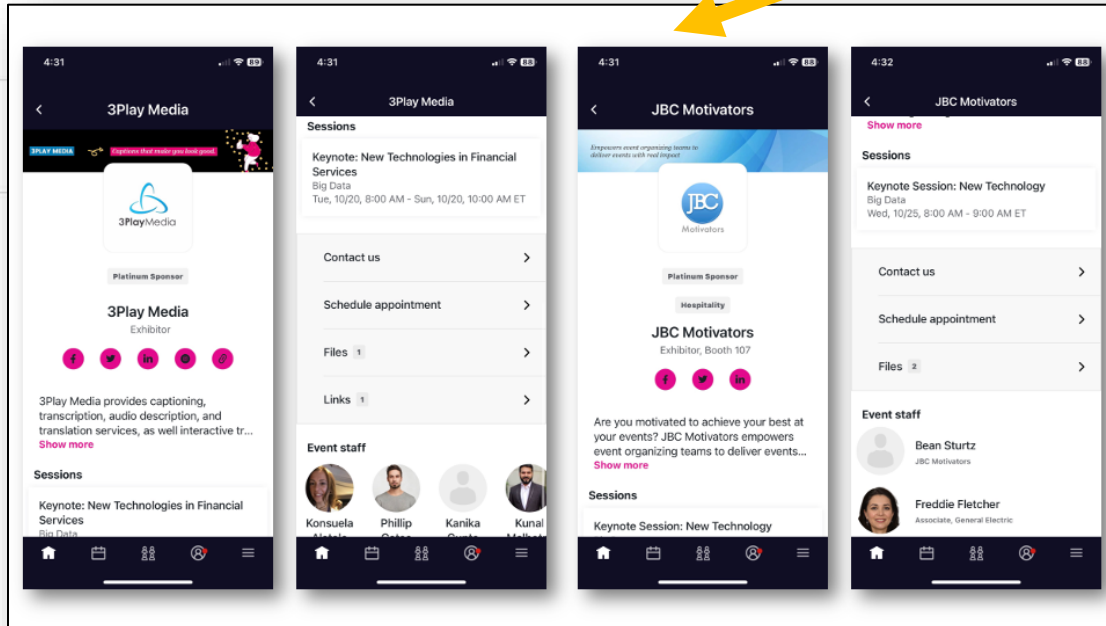 4:31
89
3Play Media
3PLAY MEDIA
Captions that make you look good.
3PlayMedia
Platinum Sponsor
3Play Media
Exhibitor
3Play Media provides captioning,
transcription, audio description, and
translation services, as well interactive tr...
Show more
Sessions
Keynote: New Technologies in Financial
Services
Big Data
4:31
88
3Play Media
Sessions
Keynote: New Technologies in Financial
Services
Big Data
Tue, 10/20, 8:00 AM - Sun, 10/20, 10:00 AM ET
Contact us
Schedule appointment
Files 1
Links 1
Event staff
Konsuela
Phillip
Kanika
Kunal
4:31
88
JBC Motivators
Empowers event organizing teams to
deliver events with real impact
JBC
Motivators
Platinum Sponsor
Hospitality
JBC Motivators
Exhibitor, Booth 107
Are you motivated to achieve your best at
your events? JBC Motivators empowers
event organizing teams to deliver events...
Show more
Sessions
Keynote Session: New Technology
4:32
88
JBC Motivators
Show more
Sessions
Keynote Session: New Technology
Big Data
Wed, 10/25, 8:00 AM - 9:00 AM ET
Contact us
Schedule appointment
Files 2
Event staff
Bean Sturtz
JBC Motivators
Freddie Fletcher
Associate, General Electric